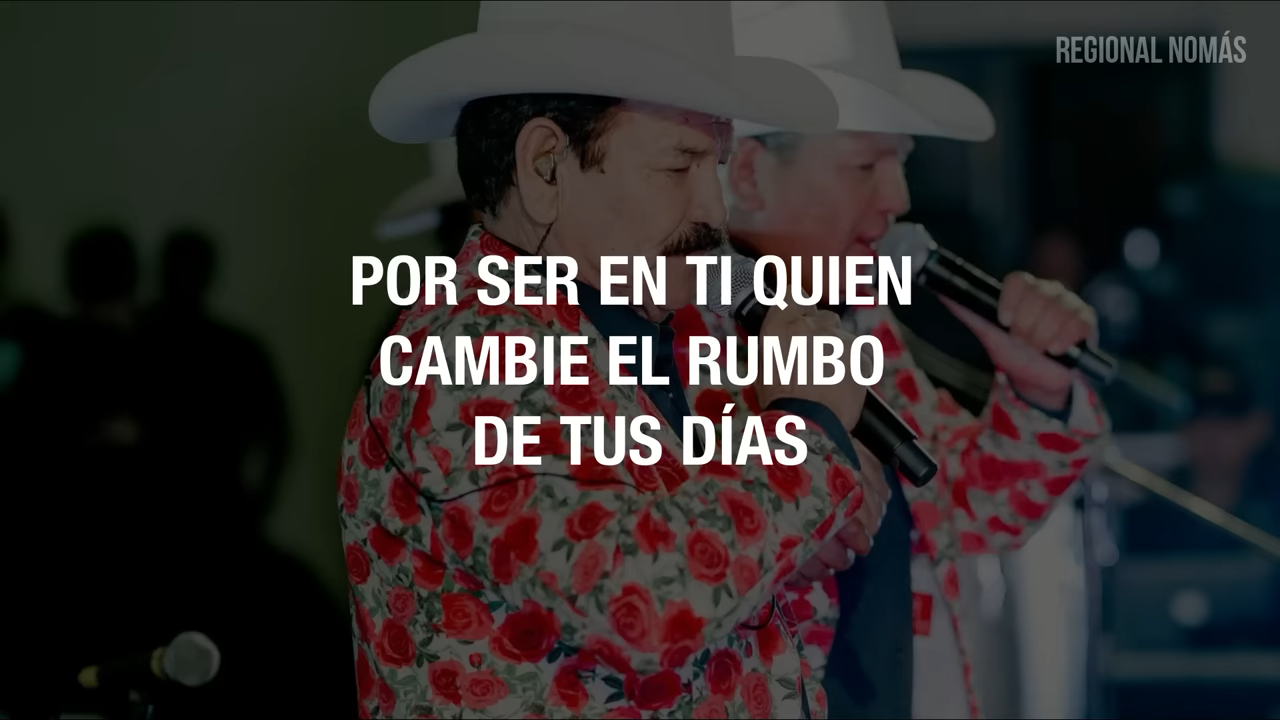 REGIONAL NOMÁS
POR SER EN TI QUIEN
CAMBIE EL RUMBO
DE TUS DÍAS